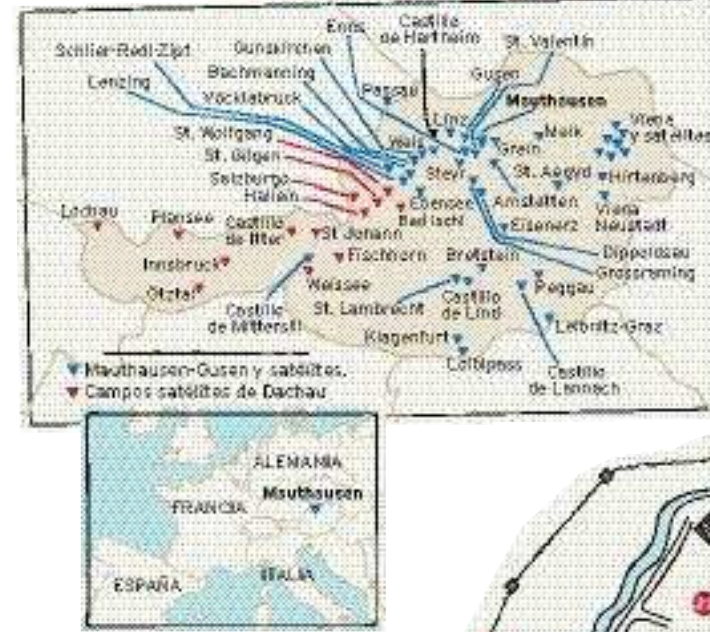 Enns
Castillo
de Hartheim
St. Valentin
Schlier-Redl-Zipf
Gunskirchen
Gusen
Lenzing
Bachmanning
Passau
Mauthausen
Vöcklabruck
Linz
Viena
y satélites
St. Wolfgang
Wels
Grein
Melk
St. Gilgen
Steyr
St. Aegyd
Hirtenberg
Salzburgo
Hallein
Ebensee
Amstetten
Bad Ischl
Viena
Neustadt
Plansee
Castillo
de Itter
St. Johann
Eisenerz
Innsbruck
Fischhorn
Bretstein
Dippoldsau
Grossraming
Ötztal
Weissee
Peggau
Castillo
de Mittersill
St. Lambrecht
Castillo
de Lind
Leibnitz-Graz
Klagenfurt
Loiblpass
Castillo
de Lannach
Mauthausen-Gusen y satélites.
Campos satélites de Dachau
ALEMANIA
Mauthausen
FRANCIA
ESPAÑA
ITALIA